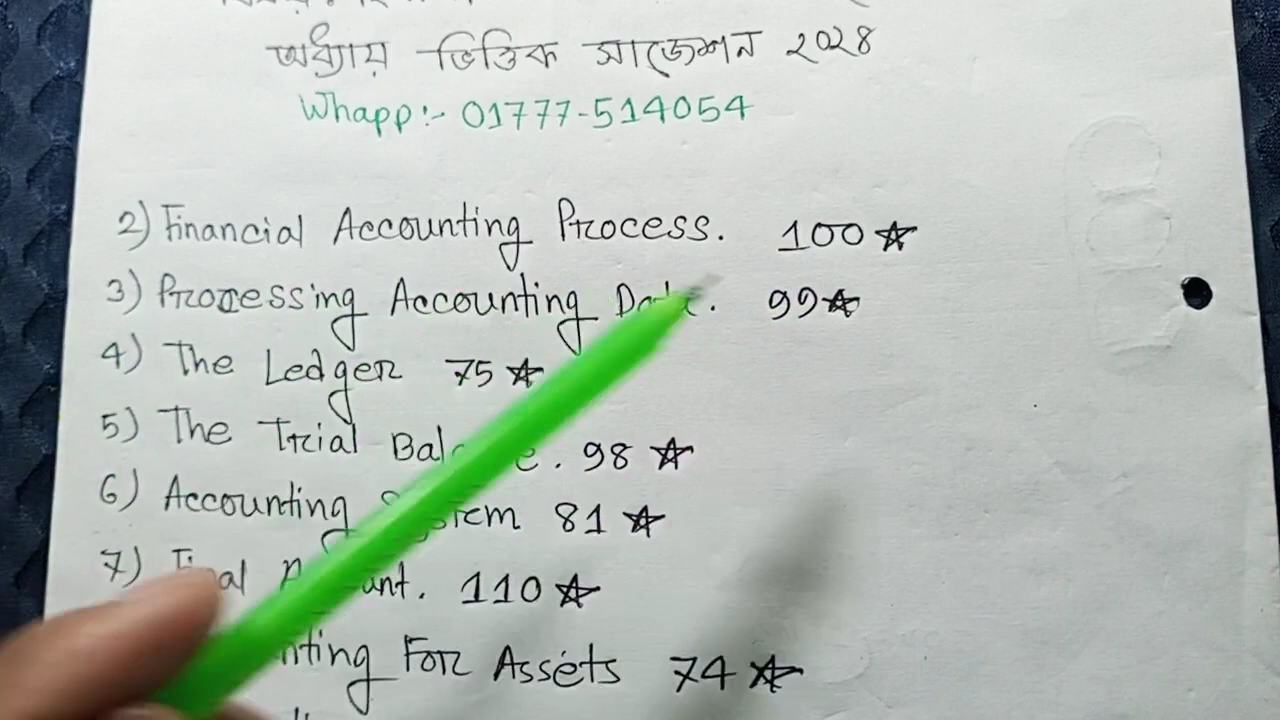 অধ্যায় ভিত্তিক সাজেশন ২০২৪
Whapp:- 01777-514054
2) Financial Accounting Process. 100
3) Processing Accounting 99
4) The Ledger 75
5) The Trial 98
6) Accounting 81
7) 110
For Assets 74